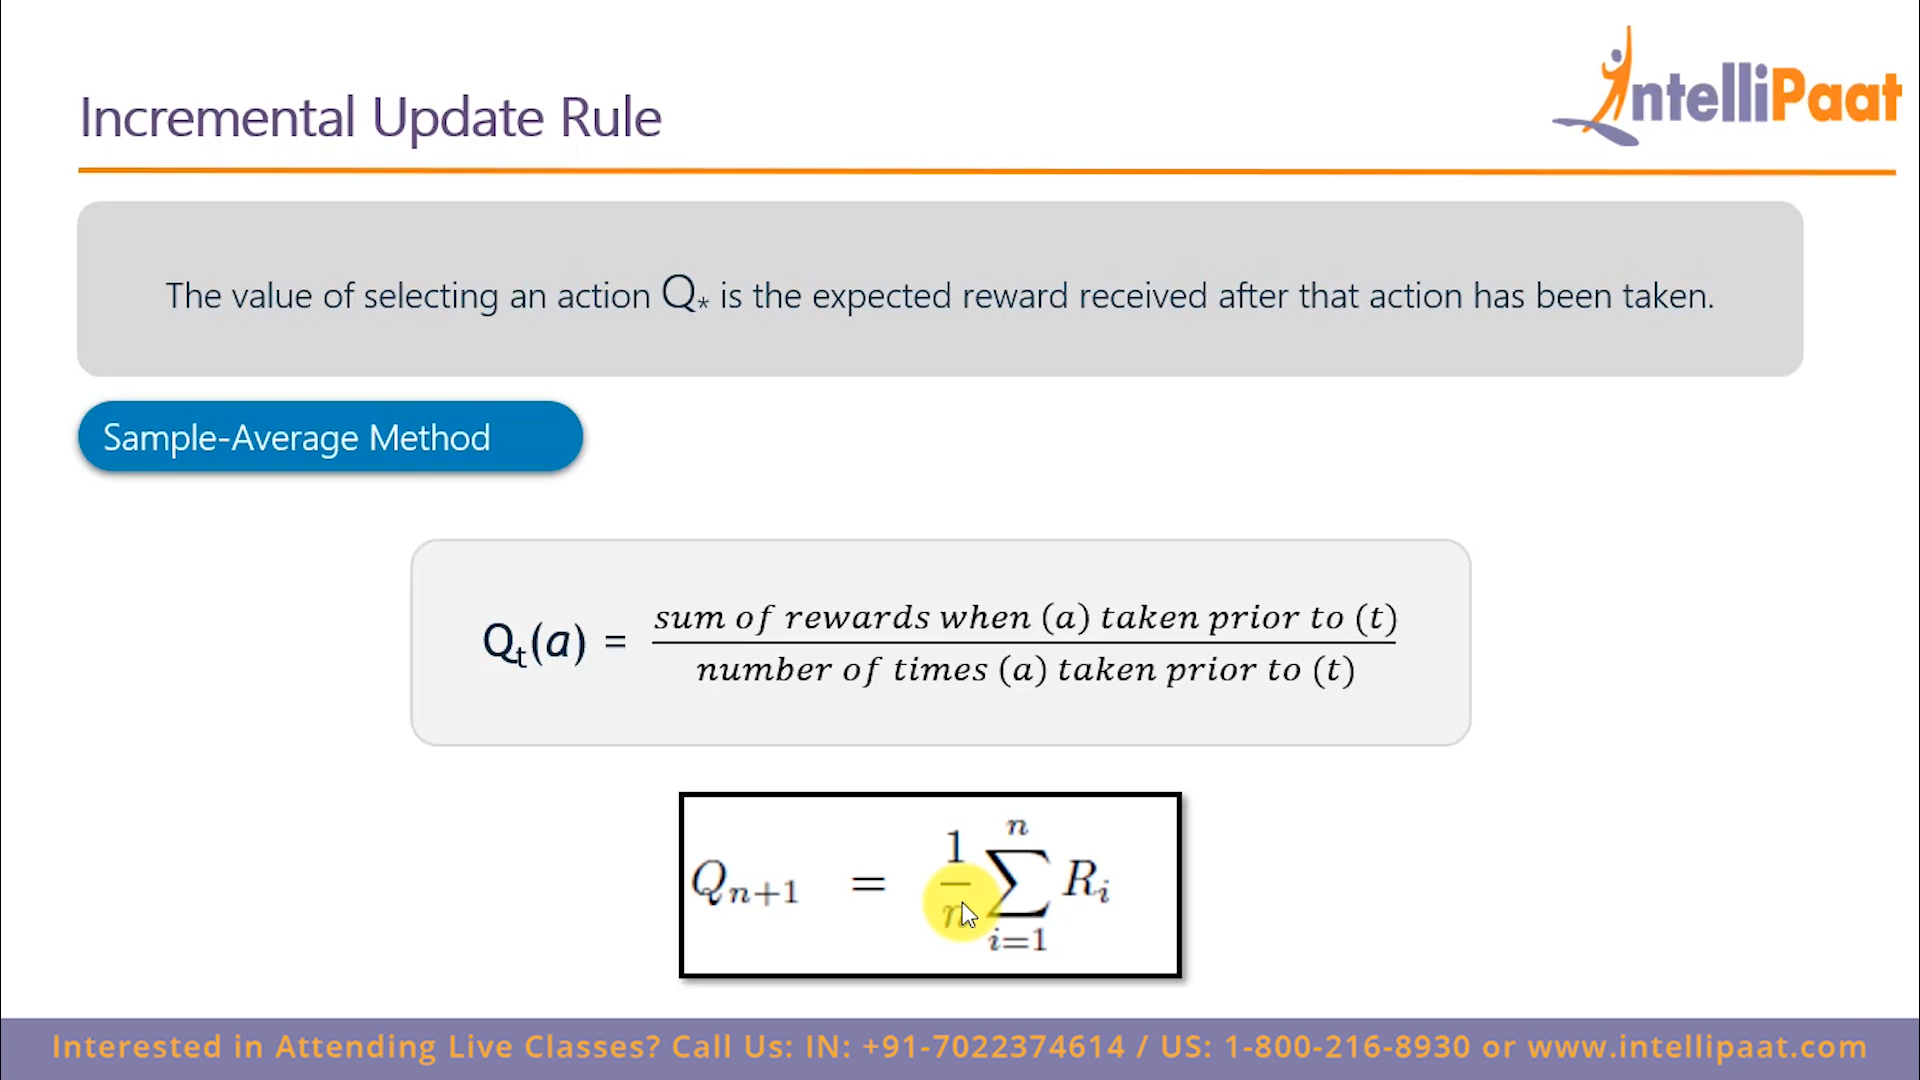 IntelliPaat
Incremental Update Rule
The value of selecting an action Q* is the expected reward received after that action has been taken.
Sample-Average Method
Qt(a) = sum of rewards when (a) taken prior to (t)
number of times (a) taken prior to (t)
n
Qn+1 = 1/n ∑ Ri
i=1
Interested in Attending Live Classes? Call Us: IN: +91-7022374614 / US: 1-800-216-8930 or www.intellipaat.com